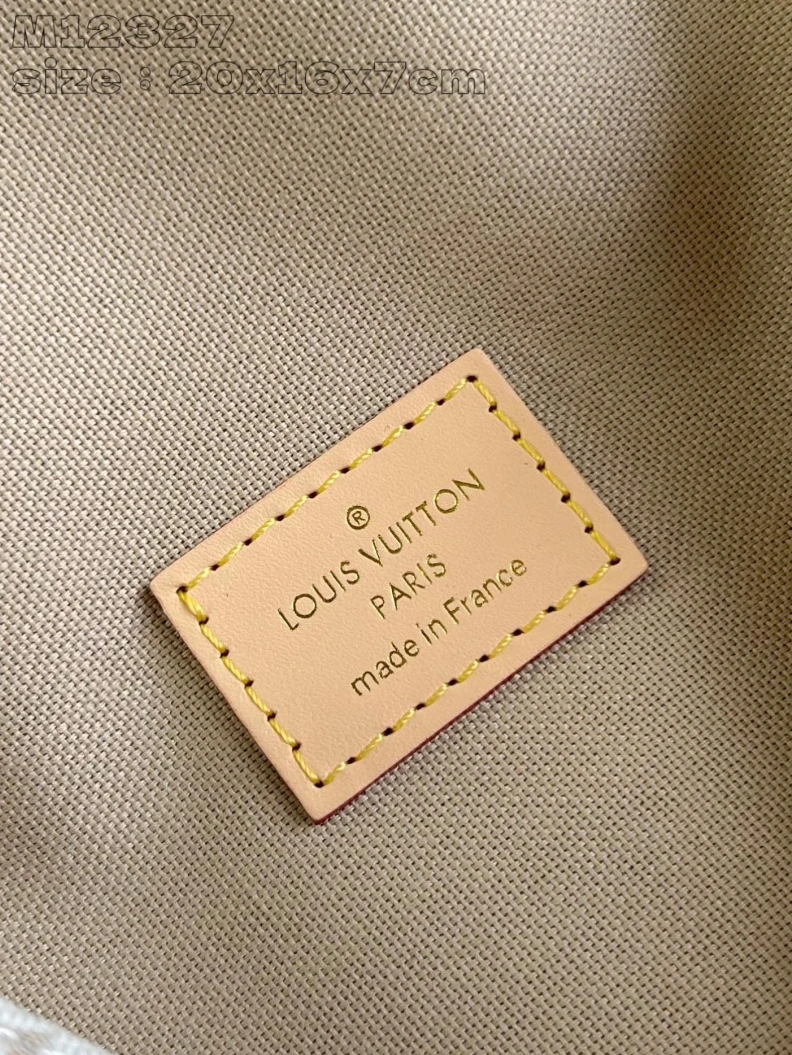 M12327
size : 20x16x7cm
®
LOUIS VUITTON
PARIS
made in France